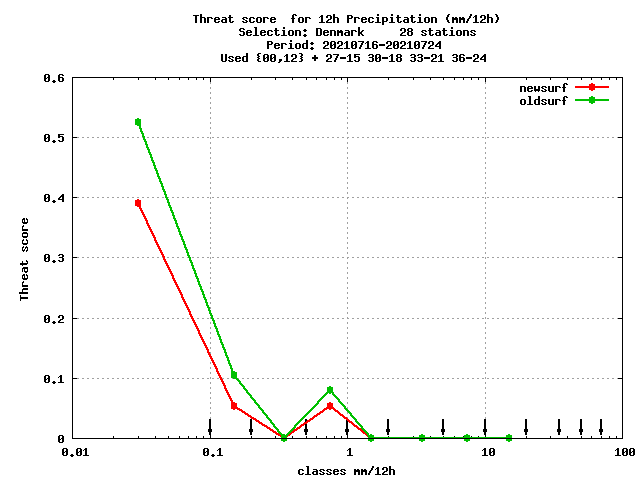 Threat score  for 12h Precipitation (mm/12h)
Selection: Denmark     28 stations
Period: 20210716-20210724
Used {00,12} + 27-15 30-18 33-21 36-24
newsurf
oldsurf
0.6
0.5
0.4
0.3
0.2
0.1
0
Threat score
0.01 0.1 1 10 100
classes mm/12h